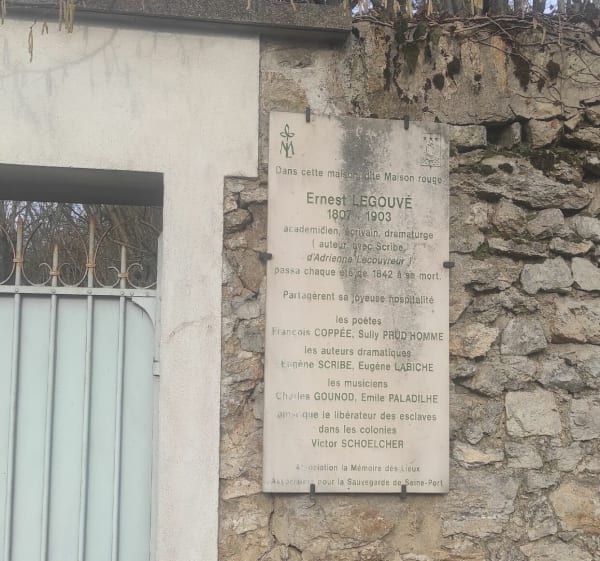 Dans cette maison dite Maison rouge
Ernest LEGOUVÉ
1807 - 1903
académicien, écrivain, dramaturge
( auteur, avec Scribe,
d'Adrienne Lecouvreur )
passa chaque été de 1842 à sa mort.
Partagèrent sa joyeuse hospitalité
les poètes
François COPPÉE, Sully PRUD'HOMME
les auteurs dramatiques
Eugène SCRIBE, Eugène LABICHE
les musiciens
Charles GOUNOD, Emile PALADILHE
ainsi que le libérateur des esclaves
dans les colonies
Victor SCHOELCHER
Association la Mémoire des Lieux
Association pour la Sauvegarde de Seine-Port